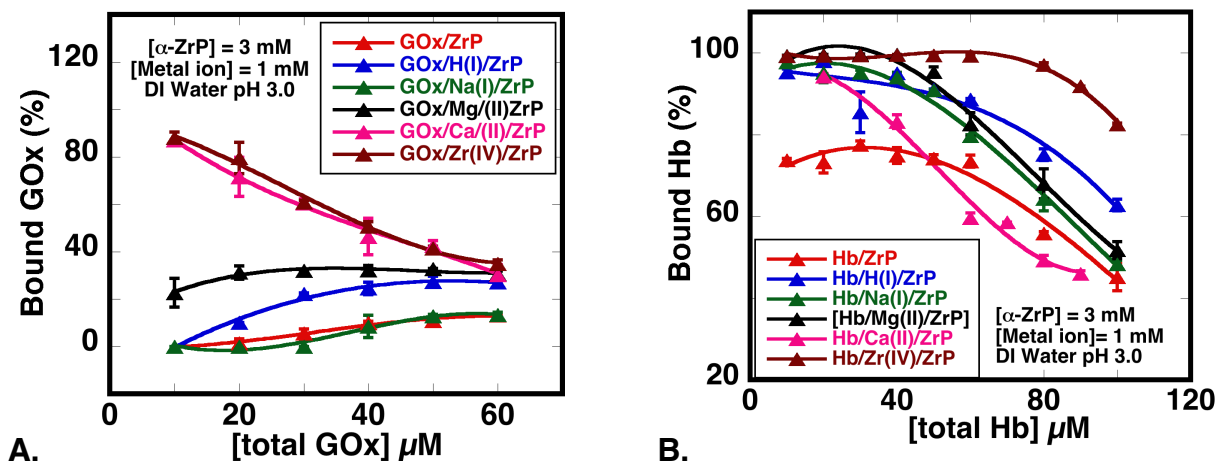 120
80
40
0
Bound GOx (%)
[α-ZrP] = 3 mM
[Metal ion] = 1 mM
DI Water pH 3.0
GOx/ZrP
GOx/H(I)/ZrP
GOx/Na(I)/ZrP
GOx/Mg/(II)ZrP
GOx/Ca/(II)/ZrP
GOx/Zr(IV)/ZrP
0
20
40
60
[total GOx] µM
A.
100
60
20
Bound Hb (%)
Hb/ZrP
Hb/H(I)/ZrP
Hb/Na(I)/ZrP
[Hb/Mg(II)/ZrP]
Hb/Ca(II)/ZrP
Hb/Zr(IV)/ZrP
[α-ZrP] = 3 mM
[Metal ion]= 1 mM
DI Water pH 3.0
0
40
80
120
[total Hb] µM
B.